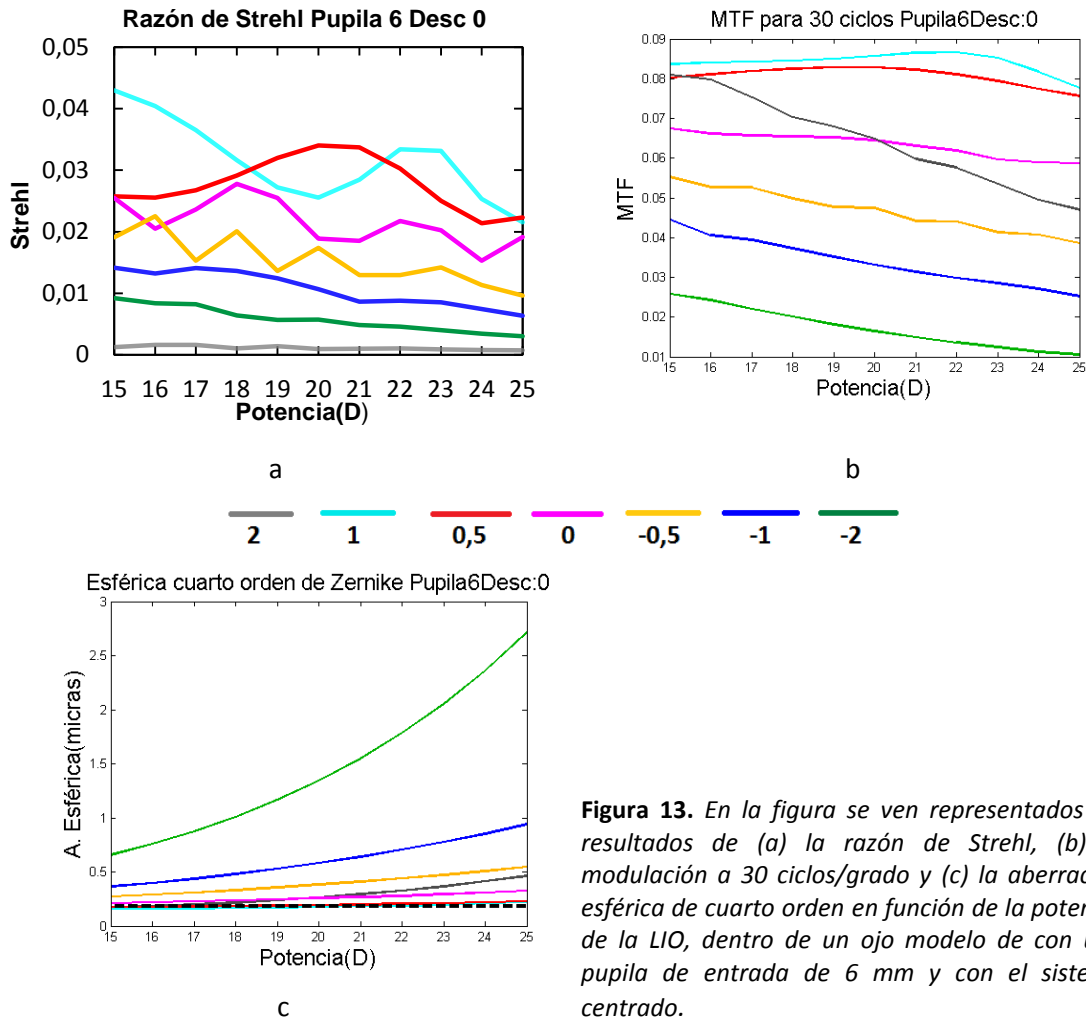 Razón de Strehl Pupila 6 Desc 0
0,05
0,04
0,03
0,02
0,01
0
Strehl
15 16 17 18 19 20 21 22 23 24 25
Potencia(D)
a
MTF para 30 ciclos Pupila6Desc:0
0.09
0.08
0.07
0.06
0.05
0.04
0.03
0.02
0.01
MTF
15 16 17 18 19 20 21 22 23 24 25
Potencia(D)
b
2 1 0,5 0 -0,5 -1 -2
Esférica cuarto orden de Zernike Pupila6Desc:0
3
2.5
2
1.5
1
0.5
0
A. Esférica(micras)
15 16 17 18 19 20 21 22 23 24 25
Potencia(D)
c
Figura 13. En la figura se ven representados
resultados de (a) la razón de Strehl, (b)
modulación a 30 ciclos/grado y (c) la aberrac
esférica de cuarto orden en función de la poten
de la LIO, dentro de un ojo modelo de con u
pupila de entrada de 6 mm y con el siste
centrado.